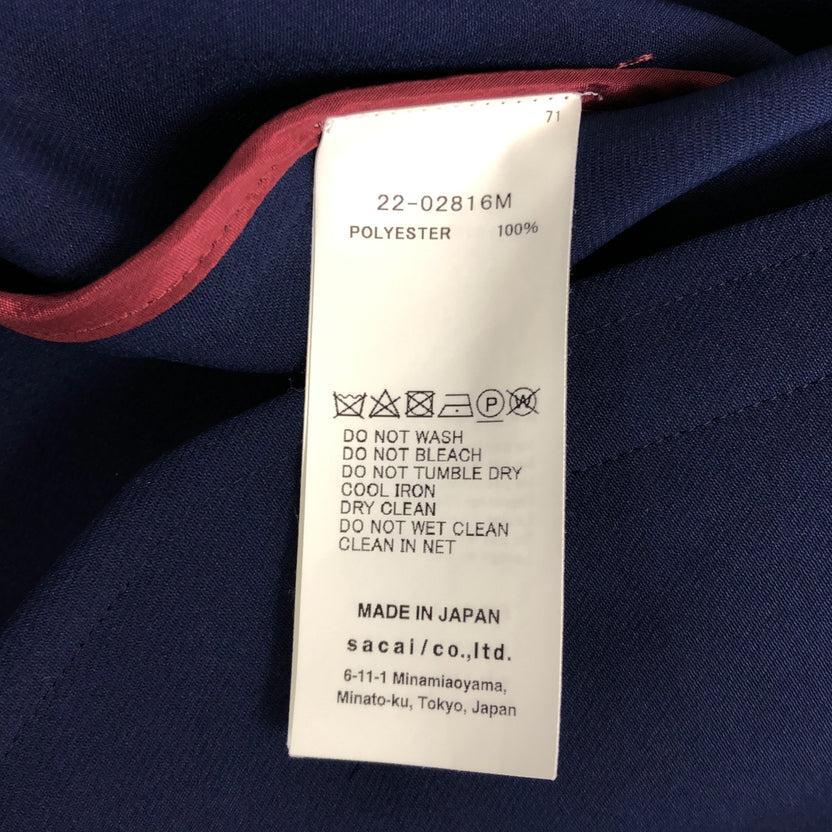 71
22-02816M
POLYESTER 100%
P W
DO NOT WASH
DO NOT BLEACH
DO NOT TUMBLE DRY
COOL IRON
DRY CLEAN
DO NOT WET CLEAN
CLEAN IN NET
MADE IN JAPAN
sacai/co.,ltd.
6-11-1 Minamiaoyama,
Minato-ku, Tokyo, Japan